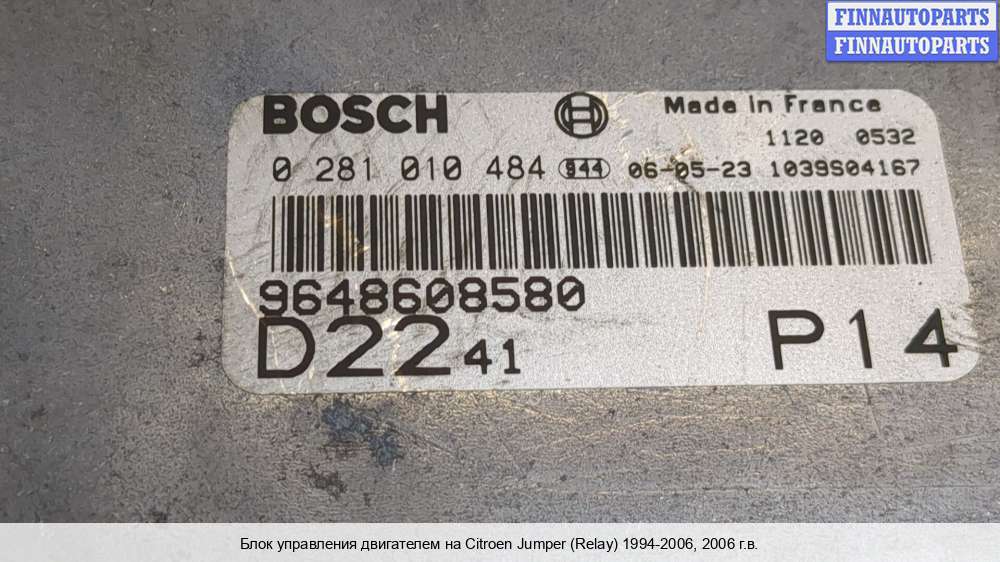 FINNAUTOPARTS
FINNAUTOPARTS
BOSCH Made in France
1120 0532
0 281 010 484 944 06-05-23 1039S04167
9648608580
D22 41 P14
Блок управления двигателем на Citroen Jumper (Relay) 1994-2006, 2006 г.в.